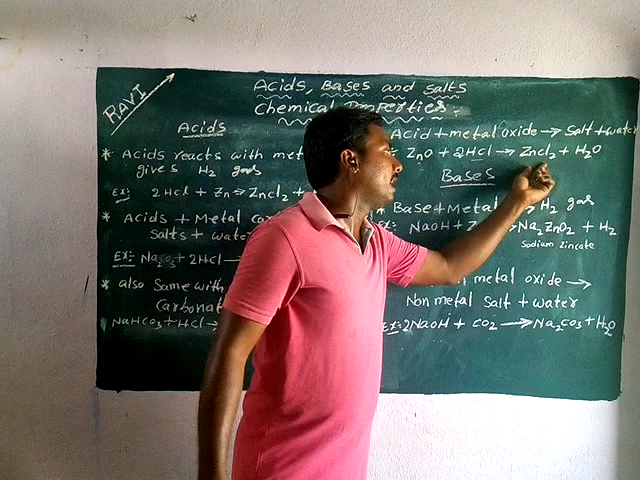 RAVI
Acids, Bases and salts
Chemical Properties:
Acids
* Acids reacts with met
gives H2 gas
Ex: 2HCl + Zn → Zncl2 +
* Acids + Metal ca
Salts + wate
Ex: Na2co3 + 2HCl
* also Same with
Carbonat
NaHCO3 + HCl →
Acid + metal oxide → Salt + water
ZnO + 2HCl → Zncl2 + H2O
Bases
* Base + Metal H2 gas
NaOH + Z Na2ZnO2 + H2
Sodium zincate
metal oxide →
Non metal Salt + water
Ex: 2NaOH + CO2 → Na2CO3 + H2O